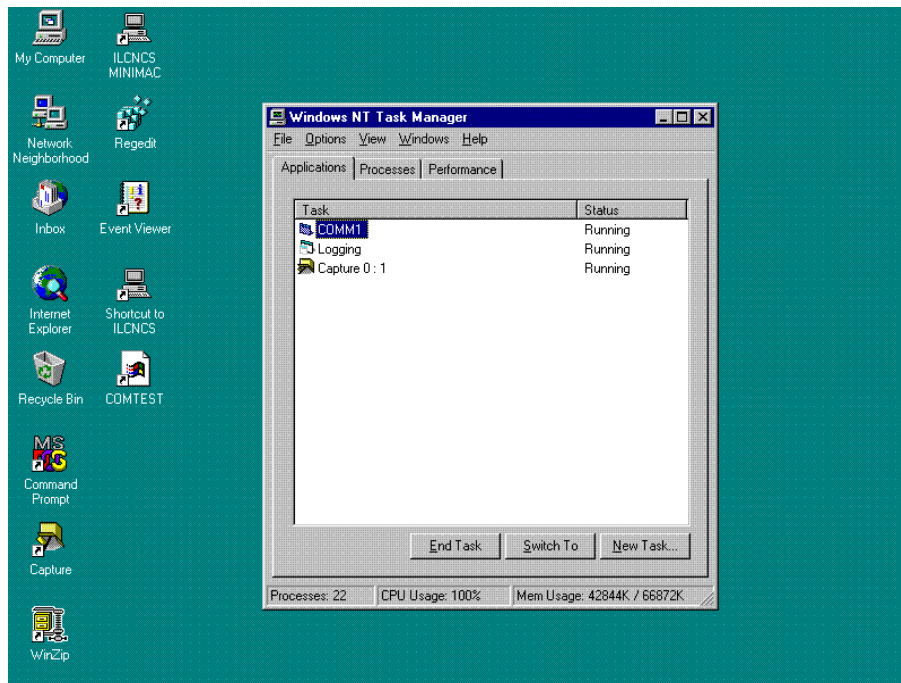 My Computer
ILCNCS
MINIMAC
Network
Neighborhood
Regedit
Inbox
Event Viewer
Internet
Explorer
Shortcut to
ILCNCS
Recycle Bin
COMTEST
MS
Command
Prompt
Capture
WinZip
Windows NT Task Manager
File Options View Windows Help
Applications Processes Performance
Task Status
COMM1 Running
Logging Running
Capture 0 : 1 Running
End Task Switch To New Task...
Processes: 22 CPU Usage: 100% Mem Usage: 42844K / 66872K